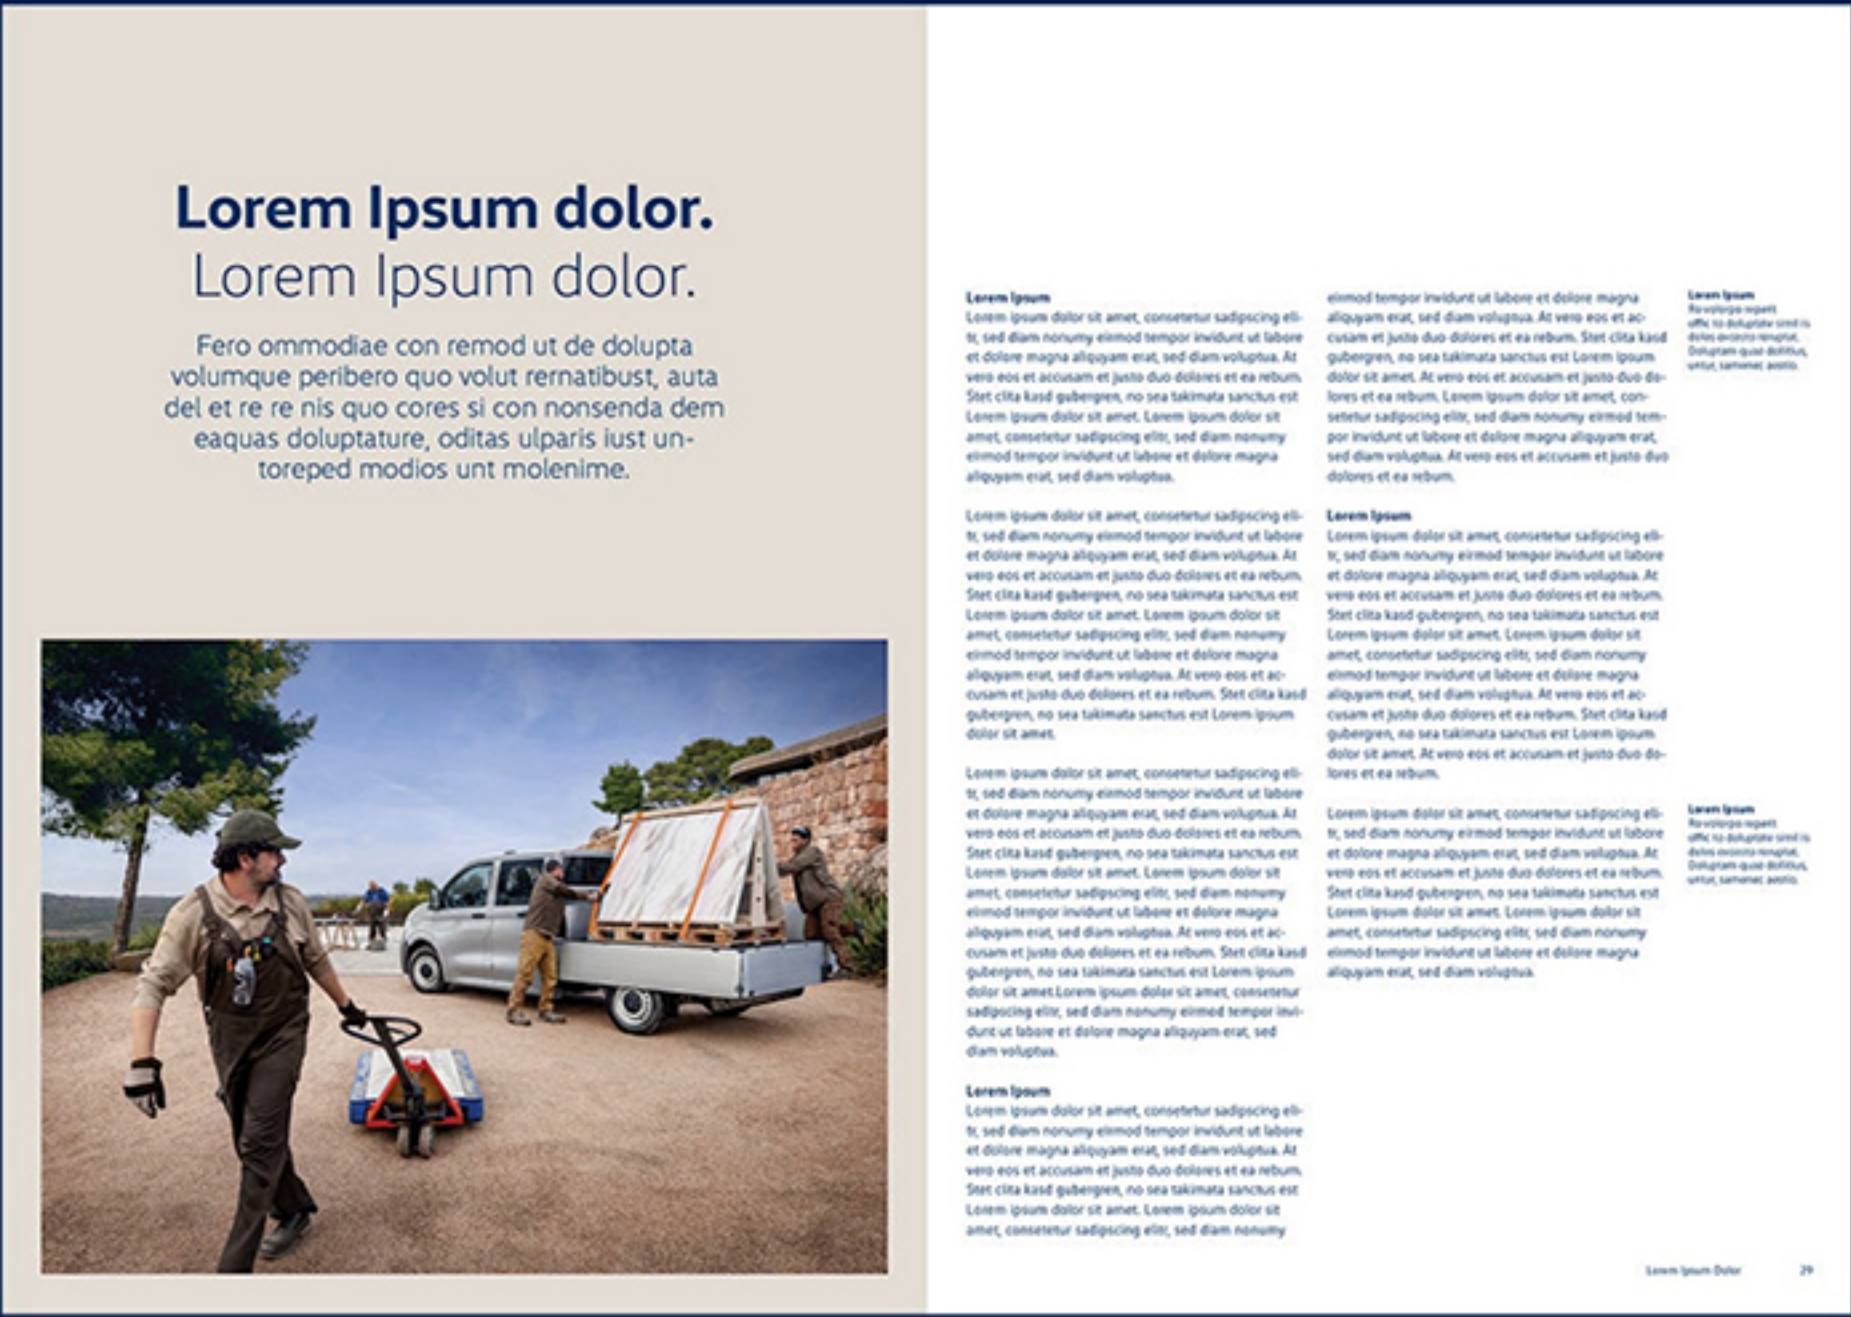 Lorem Ipsum dolor.
Lorem Ipsum dolor.
Fero ommodiae con remod ut de dolupta
volumque peribero quo volut rernatibust, auta
del et re re nis quo cores si con nonsenda dem
eaquas doluptature, oditas ulparis iust un-
toreped modios unt molenime.
Lorem Ipsum
Lorem ipsum dolor sit amet, consetetur sadipscing eli-
tr, sed diam nonumy eirmod tempor invidunt ut labore
et dolore magna aliquyam erat, sed diam voluptua. At
vero eos et accusam et justo duo dolores et ea rebum.
Stet clita kasd gubergren, no sea takimata sanctus est
Lorem ipsum dolor sit amet. Lorem ipsum dolor sit
amet, consetetur sadipscing elitr, sed diam nonumy
eirmod tempor invidunt ut labore et dolore magna
aliquyam erat, sed diam voluptua.
Lorem ipsum dolor sit amet, consetetur sadipscing eli-
tr, sed diam nonumy eirmod tempor invidunt ut labore
et dolore magna aliquyam erat, sed diam voluptua. At
vero eos et accusam et justo duo dolores et ea rebum.
Stet clita kasd gubergren, no sea takimata sanctus est
Lorem ipsum dolor sit amet. Lorem ipsum dolor sit
amet, consetetur sadipscing elitr, sed diam nonumy
eirmod tempor invidunt ut labore et dolore magna
aliquyam erat, sed diam voluptua. At vero eos et ac-
cusam et justo duo dolores et ea rebum. Stet clita kasd
gubergren, no sea takimata sanctus est Lorem ipsum
dolor sit amet.
Lorem ipsum dolor sit amet, consetetur sadipscing eli-
tr, sed diam nonumy eirmod tempor invidunt ut labore
et dolore magna aliquyam erat, sed diam voluptua. At
vero eos et accusam et justo duo dolores et ea rebum.
Stet clita kasd gubergren, no sea takimata sanctus est
Lorem ipsum dolor sit amet. Lorem ipsum dolor sit
amet, consetetur sadipscing elitr, sed diam nonumy
eirmod tempor invidunt ut labore et dolore magna
aliquyam erat, sed diam voluptua. At vero eos et ac-
cusam et justo duo dolores et ea rebum. Stet clita kasd
gubergren, no sea takimata sanctus est Lorem ipsum
dolor sit amet.Lorem ipsum dolor sit amet, consetetur
sadipscing elitr, sed diam nonumy eirmod tempor invi-
dunt ut labore et dolore magna aliquyam erat, sed
diam voluptua.
Lorem Ipsum
Lorem ipsum dolor sit amet, consetetur sadipscing eli-
tr, sed diam nonumy eirmod tempor invidunt ut labore
et dolore magna aliquyam erat, sed diam voluptua. At
vero eos et accusam et justo duo dolores et ea rebum.
Stet clita kasd gubergren, no sea takimata sanctus est
Lorem ipsum dolor sit amet. Lorem ipsum dolor sit
amet, consetetur sadipscing elitr, sed diam nonumy
eirmod tempor invidunt ut labore et dolore magna
aliquyam erat, sed diam voluptua. At vero eos et ac-
cusam et justo duo dolores et ea rebum. Stet clita kasd
gubergren, no sea takimata sanctus est Lorem ipsum
dolor sit amet. At vero eos et accusam et justo duo do-
lores et ea rebum. Lorem ipsum dolor sit amet, con-
setetur sadipscing elitr, sed diam nonumy eirmod tem-
por invidunt ut labore et dolore magna aliquyam erat,
sed diam voluptua. At vero eos et accusam et justo duo
dolores et ea rebum.
Lorem Ipsum
Lorem ipsum dolor sit amet, consetetur sadipscing eli-
tr, sed diam nonumy eirmod tempor invidunt ut labore
et dolore magna aliquyam erat, sed diam voluptua. At
vero eos et accusam et justo duo dolores et ea rebum.
Stet clita kasd gubergren, no sea takimata sanctus est
Lorem ipsum dolor sit amet. Lorem ipsum dolor sit
amet, consetetur sadipscing elitr, sed diam nonumy
eirmod tempor invidunt ut labore et dolore magna
aliquyam erat, sed diam voluptua. At vero eos et ac-
cusam et justo duo dolores et ea rebum. Stet clita kasd
gubergren, no sea takimata sanctus est Lorem ipsum
dolor sit amet. At vero eos et accusam et justo duo do-
lores et ea rebum.
Lorem ipsum dolor sit amet, consetetur sadipscing eli-
tr, sed diam nonumy eirmod tempor invidunt ut labore
et dolore magna aliquyam erat, sed diam voluptua. At
vero eos et accusam et justo duo dolores et ea rebum.
Stet clita kasd gubergren, no sea takimata sanctus est
Lorem ipsum dolor sit amet. Lorem ipsum dolor sit
amet, consetetur sadipscing elitr, sed diam nonumy
eirmod tempor invidunt ut labore et dolore magna
aliquyam erat, sed diam voluptua.
Lorem Ipsum
offic to doluptate simt is
Doluptam quae dollitus,
Lorem Ipsum
offic to doluptate simt is
Doluptam quae dollitus,
Lorem Ipsum Dolor
29